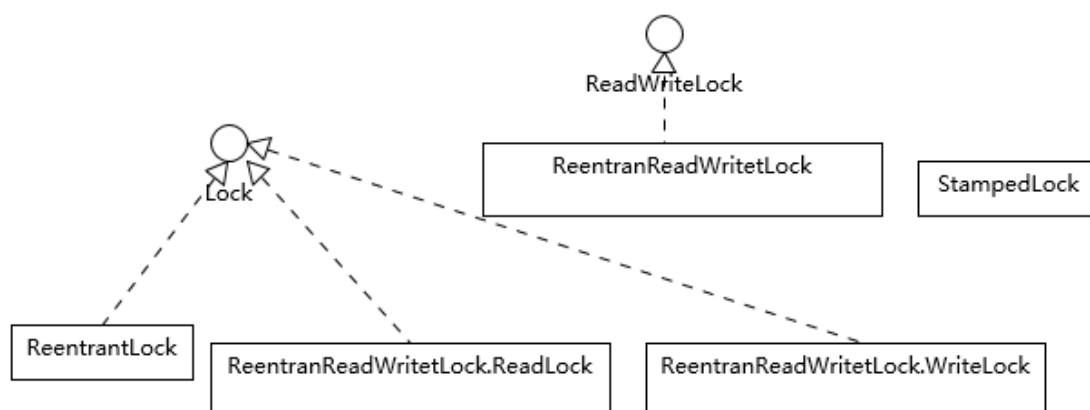 ReadWriteLock
ReentranReadWritetLock
StampedLock
Lock
ReentrantLock
ReentranReadWritetLock.ReadLock
ReentranReadWritetLock.WriteLock